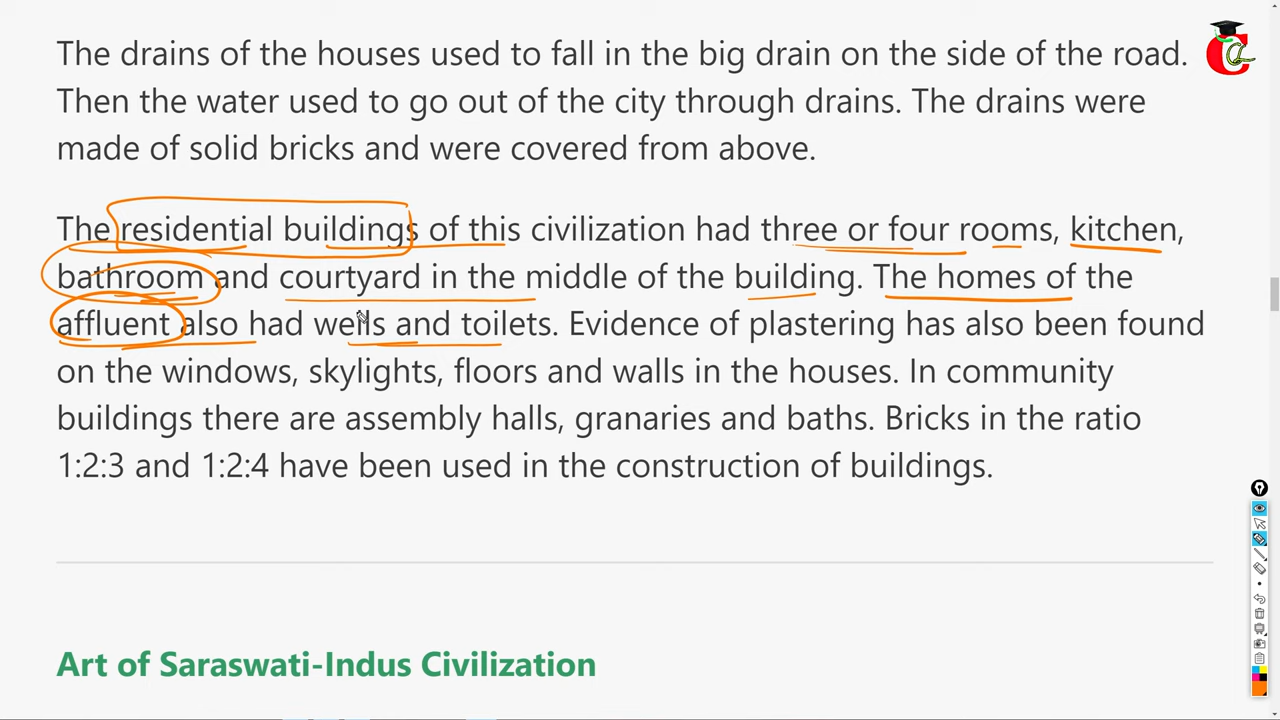 The drains of the houses used to fall in the big drain on the side of the road.
Then the water used to go out of the city through drains. The drains were
made of solid bricks and were covered from above.
The residential buildings of this civilization had three or four rooms, kitchen,
bathroom and courtyard in the middle of the building. The homes of the
affluent also had wells and toilets. Evidence of plastering has also been found
on the windows, skylights, floors and walls in the houses. In community
buildings there are assembly halls, granaries and baths. Bricks in the ratio
1:2:3 and 1:2:4 have been used in the construction of buildings.
Art of Saraswati-Indus Civilization